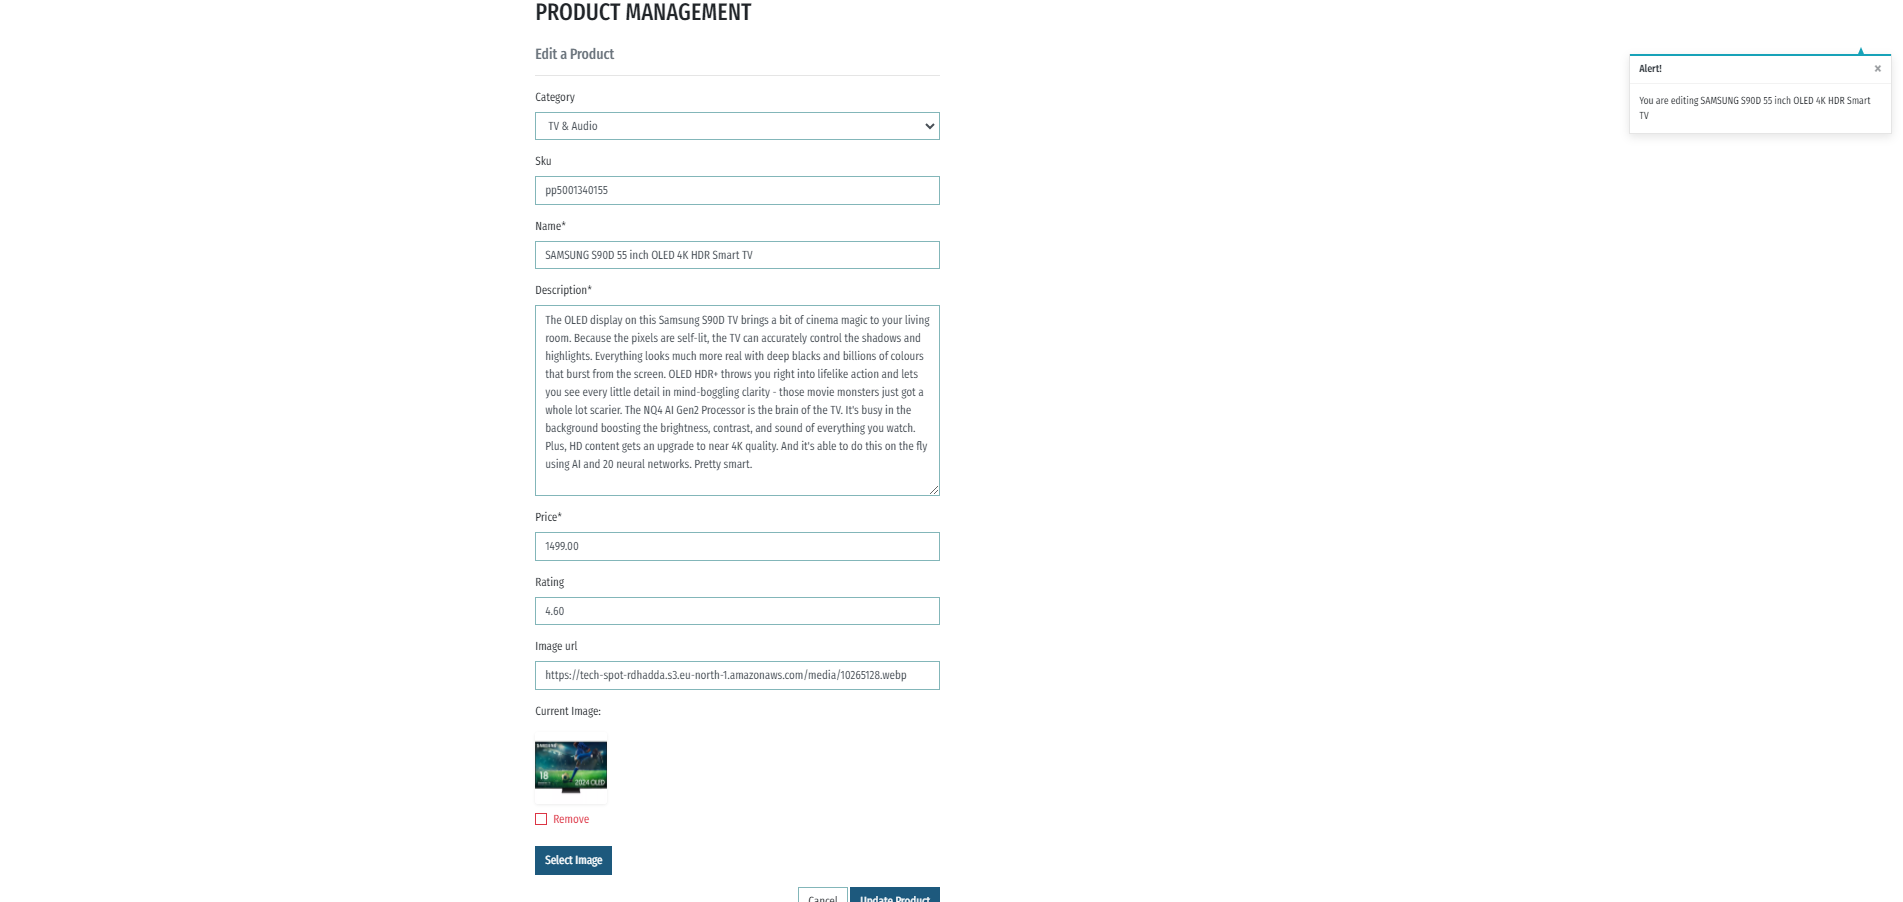 PRODUCT MANAGEMENT
Edit a Product
Category
TV & Audio
Sku
pp5001340155
Name*
SAMSUNG S90D 55 inch OLED 4K HDR Smart TV
Description*
The OLED display on this Samsung S90D TV brings a bit of cinema magic to your living
room. Because the pixels are self-lit, the TV can accurately control the shadows and
highlights. Everything looks much more real with deep blacks and billions of colours
that burst from the screen. OLED HDR+ throws you right into lifelike action and lets
you see every little detail in mind-boggling clarity - those movie monsters just got a
whole lot scarier. The NQ4 AI Gen2 Processor is the brain of the TV. It's busy in the
background boosting the brightness, contrast, and sound of everything you watch.
Plus, HD content gets an upgrade to near 4K quality. And it's able to do this on the fly
using AI and 20 neural networks. Pretty smart.
Price*
1499.00
Rating
4.60
Image url
https://tech-spot-rdhadda.s3.eu-north-1.amazonaws.com/media/10265128.webp
Current Image:
SAMSUNG
18
2024 OLED
Remove
Select Image
Cancel
Update Product
Alert!
×
You are editing SAMSUNG S90D 55 inch OLED 4K HDR Smart
TV